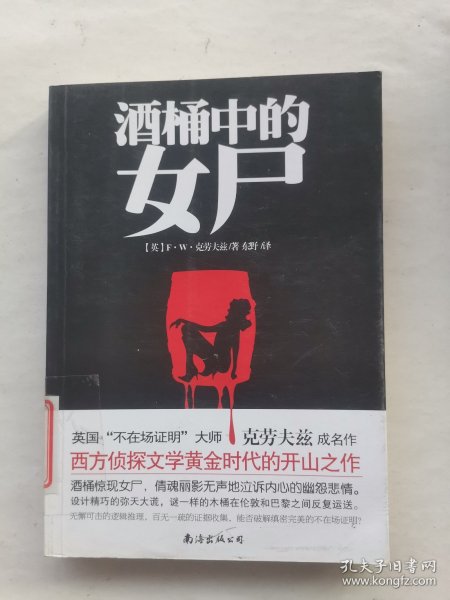 酒桶中的
女尸
【英】F·W·克劳夫兹/著 东野/译
英国“不在场证明”大师 克劳夫兹 成名作
西方侦探文学黄金时代的开山之作
酒桶惊现女尸，倩魂丽影无声地泣诉内心的幽怨悲情。
设计精巧的弥天大谎，谜一样的木桶在伦敦和巴黎之间反复运送。
无懈可击的逻辑推理，百无一疏的证据收集，能否破解缜密完美的不在场证明？
南海出版公司
孔夫子旧书网
www.kongfz.com